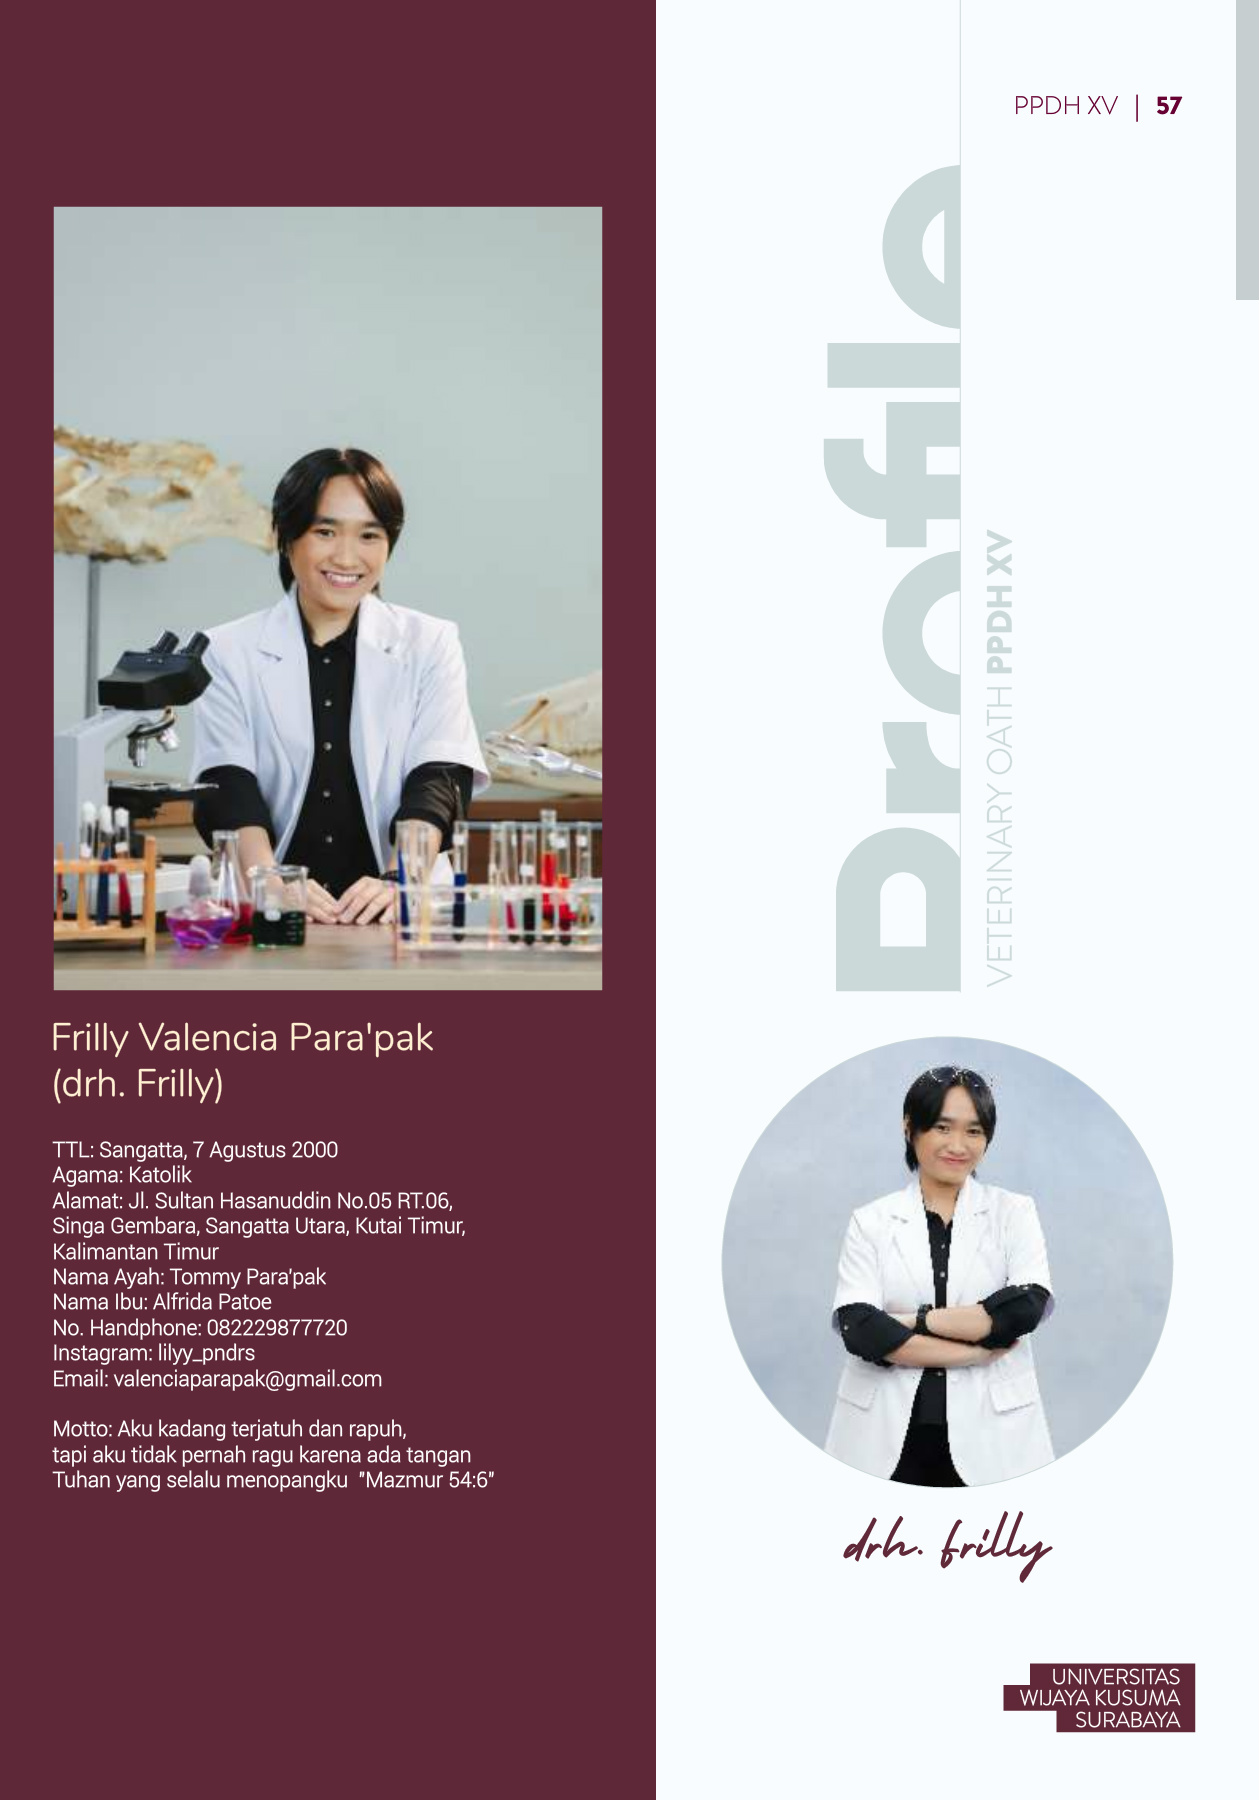 PPDH XV | 57
Profile
VETERINARY OATH PPDH XV
Frilly Valencia Para'pak
(drh. Frilly)
TTL: Sangatta, 7 Agustus 2000
Agama: Katolik
Alamat: Jl. Sultan Hasanuddin No.05 RT.06,
Singa Gembara, Sangatta Utara, Kutai Timur,
Kalimantan Timur
Nama Ayah: Tommy Para'pak
Nama Ibu: Alfrida Patoe
No. Handphone: 082229877720
Instagram: lilyy_pndrs
Email: valenciaparapak@gmail.com
Motto: Aku kadang terjatuh dan rapuh,
tapi aku tidak pernah ragu karena ada tangan
Tuhan yang selalu menopangku "Mazmur 54:6"
drh. frilly
UNIVERSITAS
WIJAYA KUSUMA
SURABAYA